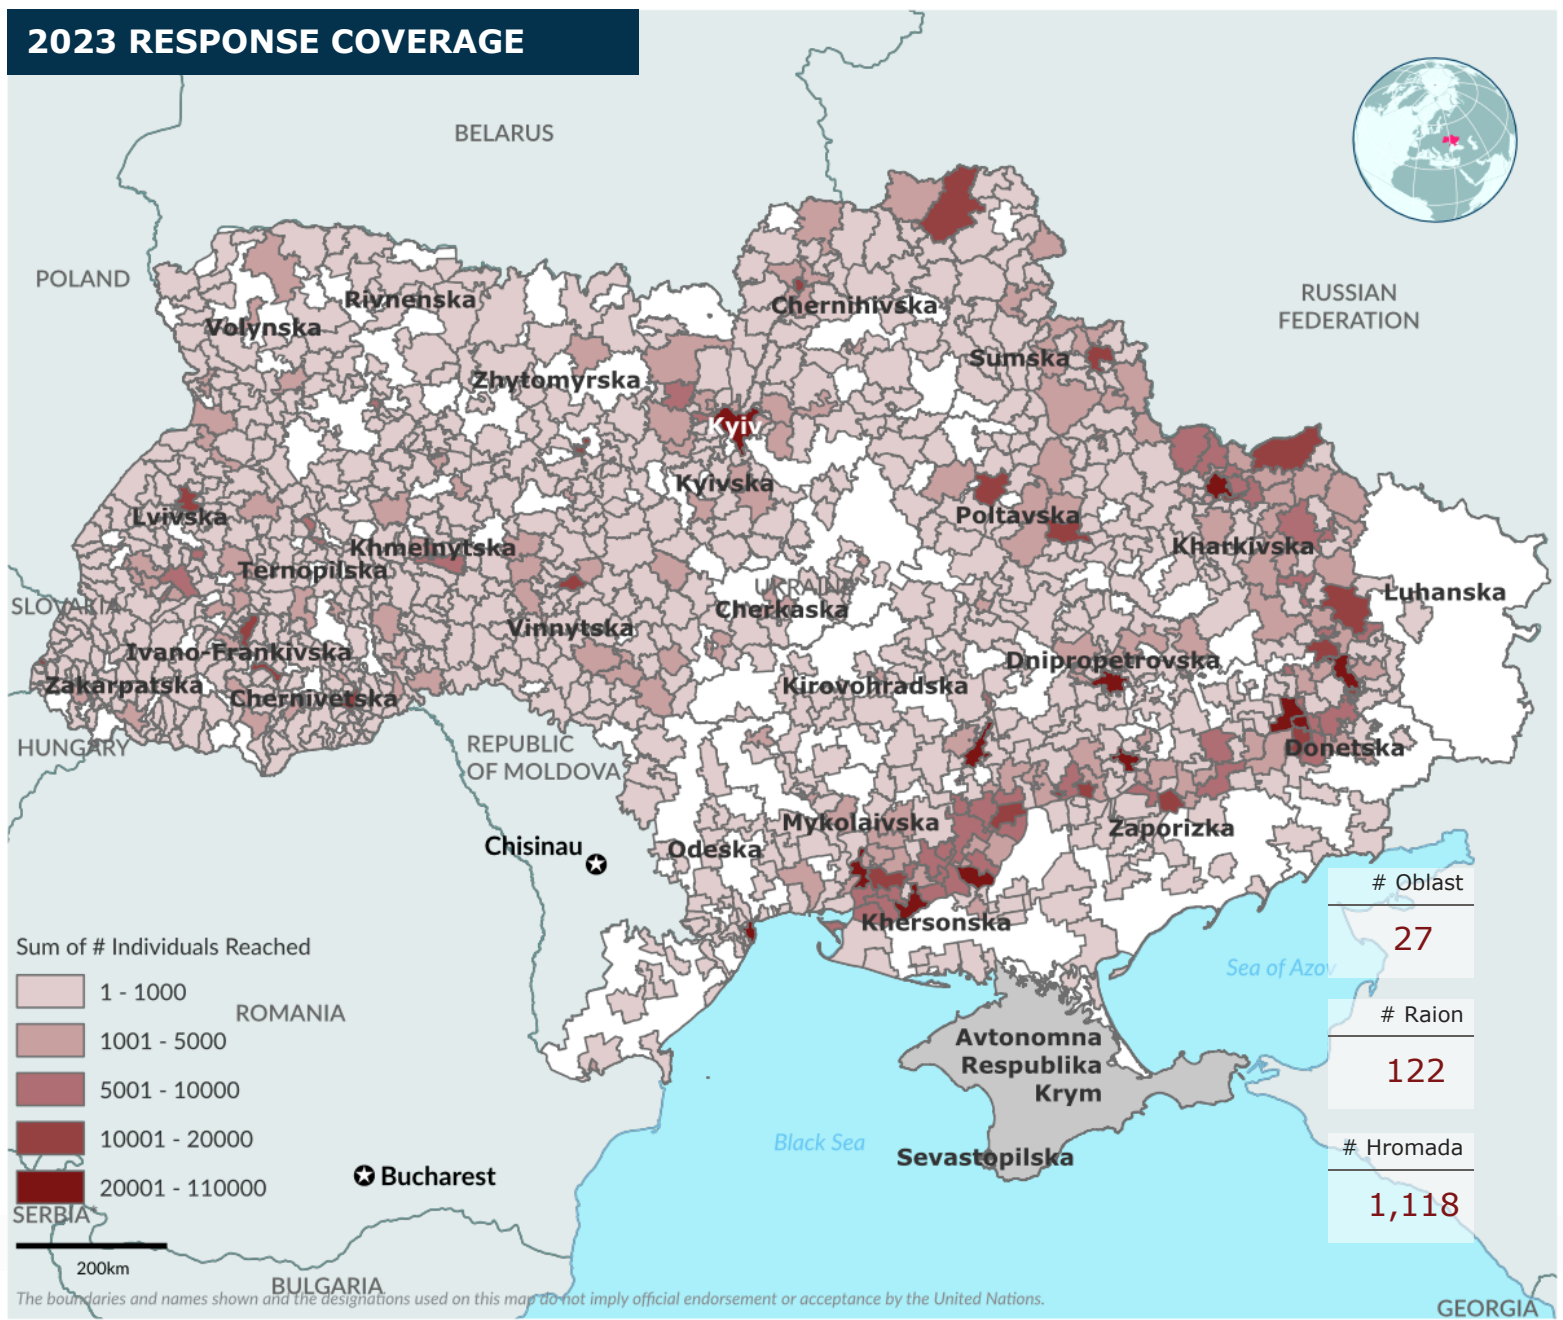 2023 RESPONSE COVERAGE
BELARUS
POLAND
RUSSIAN
FEDERATION
Rivnenska
Volynska
Chernihivska
Sumska
Zhytomyrska
Kyiv
Kyivska
Lvivska
Poltavska
Khmelnytska
Kharkivska
Ternopilska
UKRAINE
Luhanska
SLOVAKIA
Cherkaska
Vinnytska
Ivano-Frankivska
Dnipropetrovska
Zakarpatska
Kirovohradska
Chernivetska
HUNGARY
REPUBLIC
OF MOLDOVA
Donetska
Mykolaivska
Zaporizka
Odeska
Chisinau
Khersonska
# Oblast
27
Sea of Azov
Sum of # Individuals Reached
1 - 1000
1001 - 5000
5001 - 10000
10001 - 20000
20001 - 110000
ROMANIA
# Raion
122
Avtonomna
Respublika
Krym
Black Sea
Sevastopilska
# Hromada
1,118
Bucharest
SERBIA*
200km
BULGARIA
The boundaries and names shown and the designations used on this map do not imply official endorsement or acceptance by the United Nations.
GEORGIA